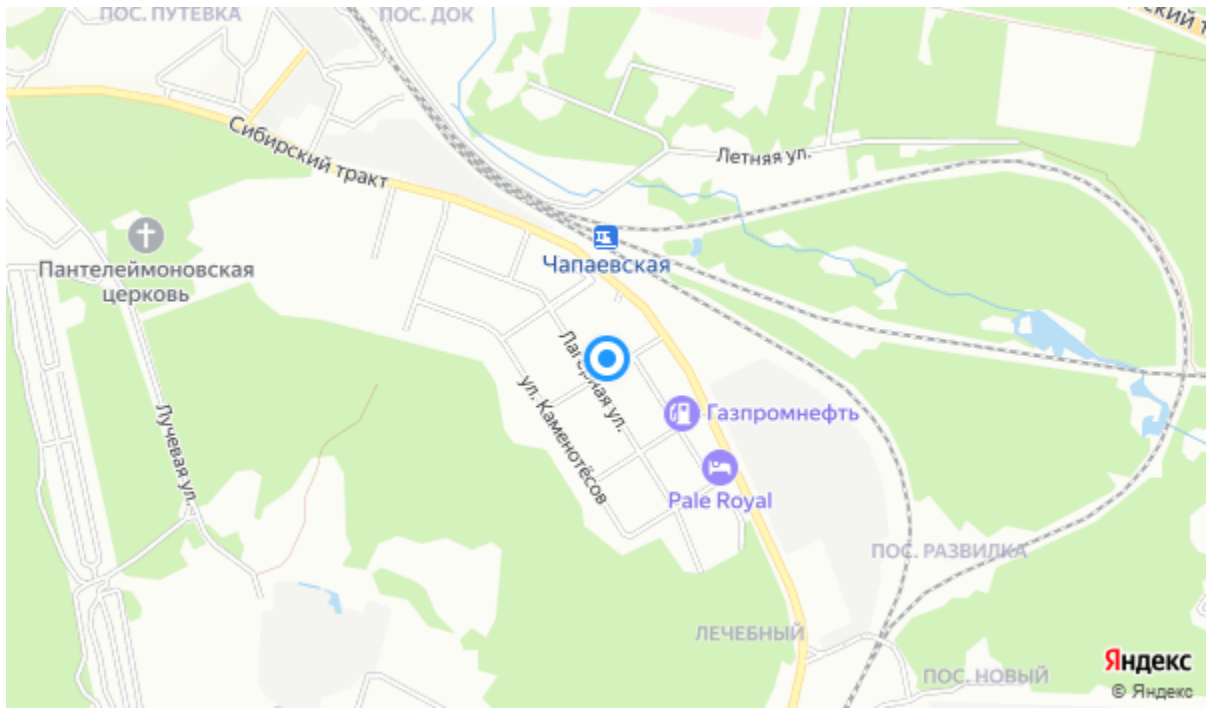 ПОС. ПУТЕВКА
ПОС. ДОК
Сибирский тракт
Летняя ул.
Чапаевская
Пантелеймоновская
церковь
ул. Каменотёсов
Газпромнефть
Лучевая ул.
Pale Royal
ПОС. РАЗВИЛКА
ЛЕЧЕБНЫЙ
ПОС. НОВЫЙ
Яндекс
© Яндекс